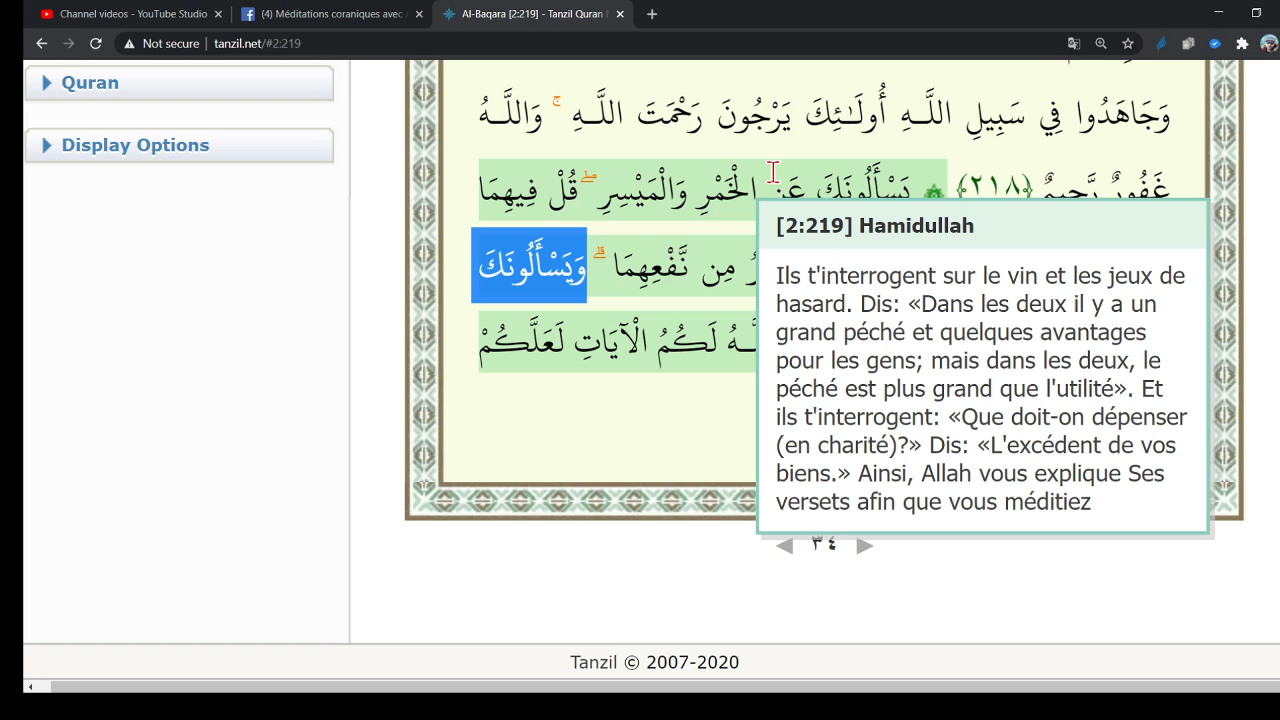 Channel videos - YouTube Studio
(4) Méditations coraniques avec
Al-Baqara [2:219] - Tanzil Quran
Not secure | tanzil.net/#2:219
Quran
Display Options
وَجَاهَدُوا فِي سَبِيلِ اللَّـهِ أُولَـٰئِكَ يَرْجُونَ رَحْمَتَ اللَّـهِ ۚ وَاللَّـهُ
غَفُورٌ رَّحِيمٌ ﴿٢١٨﴾ ۞ يَسْأَلُونَكَ عَنِ الْخَمْرِ وَالْمَيْسِرِ ۖ قُلْ فِيهِمَا
مِن نَّفْعِهِمَا ۗ وَيَسْأَلُونَكَ
لَكُمُ الْآيَاتِ لَعَلَّكُمْ
[2:219] Hamidullah
Ils t'interrogent sur le vin et les jeux de
hasard. Dis: «Dans les deux il y a un
grand péché et quelques avantages
pour les gens; mais dans les deux, le
péché est plus grand que l'utilité». Et
ils t'interrogent: «Que doit-on dépenser
(en charité)?» Dis: «L'excédent de vos
biens.» Ainsi, Allah vous explique Ses
versets afin que vous méditiez
٣٤
Tanzil © 2007-2020